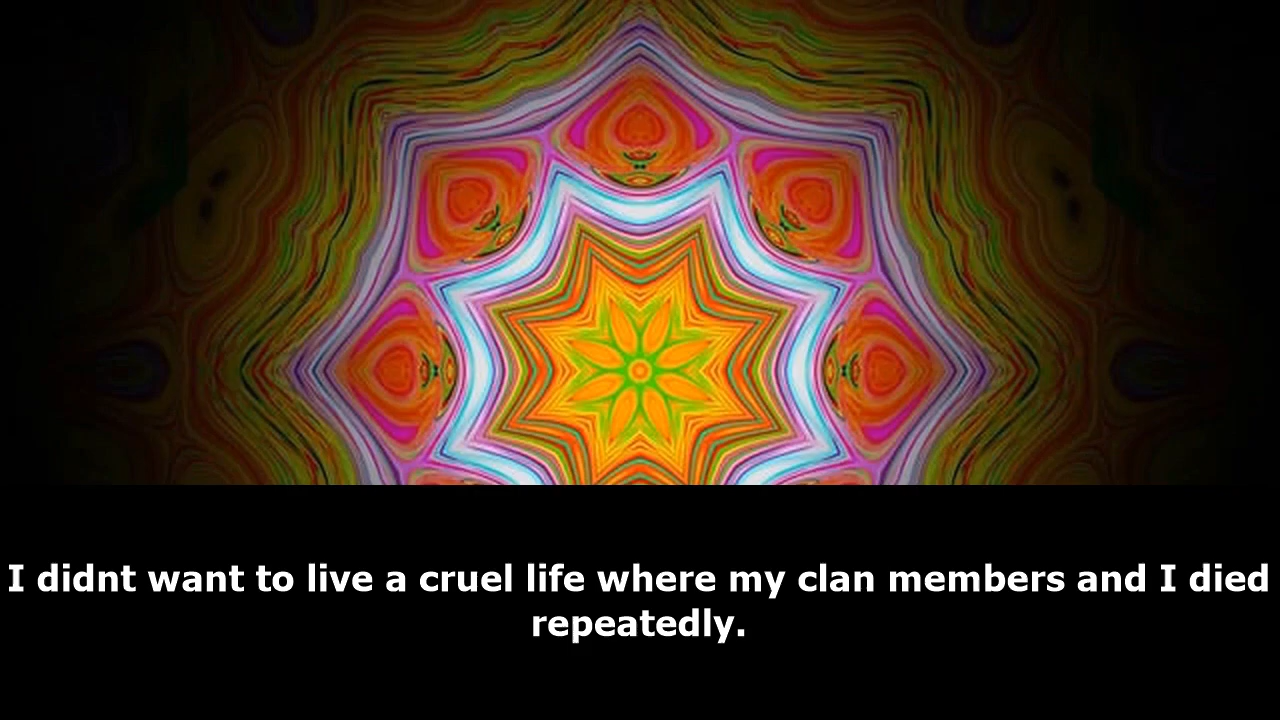 I didnt want to live a cruel life where my clan members and I died
repeatedly.